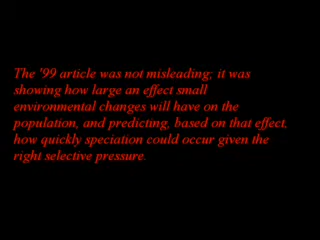 The '99 article was not misleading; it was
showing how large an effect small
environmental changes will have on the
population, and predicting, based on that effect,
how quickly speciation could occur given the
right selective pressure.